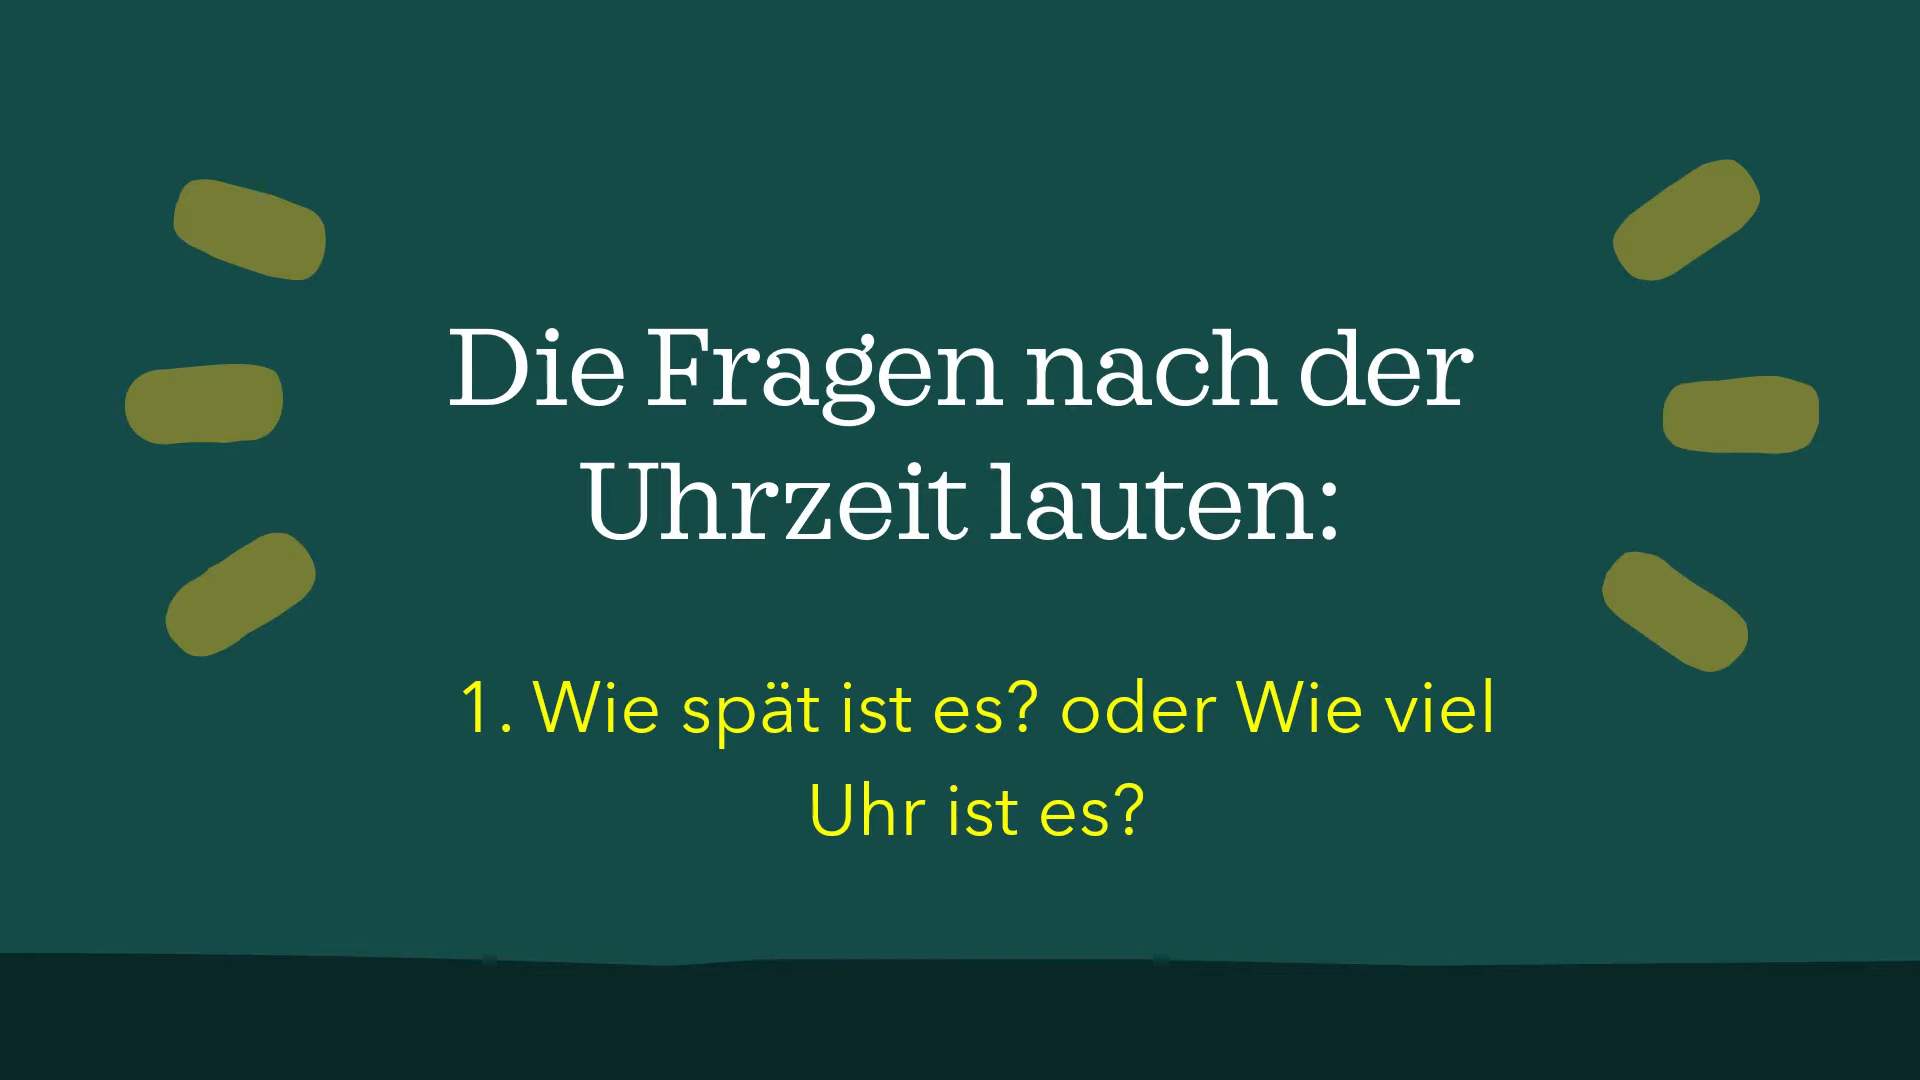 Die Fragen nach der
Uhrzeit lauten:
1. Wie spät ist es? oder Wie viel
Uhr ist es?